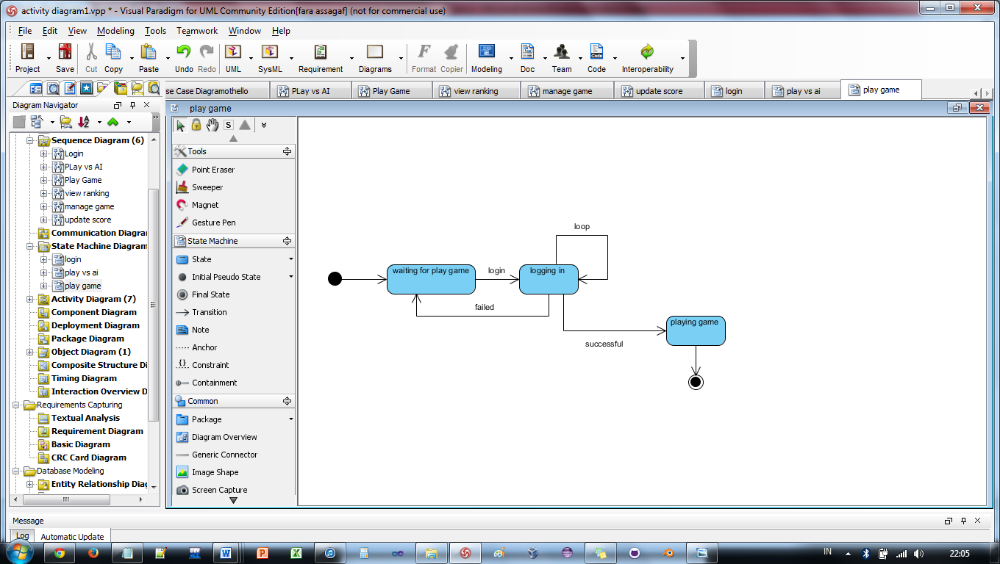 activity diagram1.vpp * - Visual Paradigm for UML Community Edition[fara assagaf] (not for commercial use)
File Edit View Modeling Tools Teamwork Window Help
Project Save Cut Copy Paste Undo Redo UML SysML Requirement Diagrams Format Copier Modeling Doc Team Code Interoperability
se Case Diagramothello PLay vs AI Play Game view ranking manage game update score login play vs ai play game
Diagram Navigator
play game
Sequence Diagram (6)
Login
PLay vs AI
Play Game
view ranking
manage game
update score
Communication Diagra
State Machine Diagram
login
play vs ai
play game
Activity Diagram (7)
Component Diagram
Deployment Diagram
Package Diagram
Object Diagram (1)
Composite Structure Di
Timing Diagram
Interaction Overview D
Requirements Capturing
Textual Analysis
Requirement Diagram
Basic Diagram
CRC Card Diagram
Database Modeling
Entity Relationship Diag
S
Tools
Point Eraser
Sweeper
Magnet
Gesture Pen
State Machine
State
Initial Pseudo State
Final State
Transition
Note
Anchor
Constraint
Containment
Common
Package
Diagram Overview
Generic Connector
Image Shape
Screen Capture
loop
waiting for play game
login
logging in
failed
playing game
successful
Message
Log Automatic Update
IN
22:05